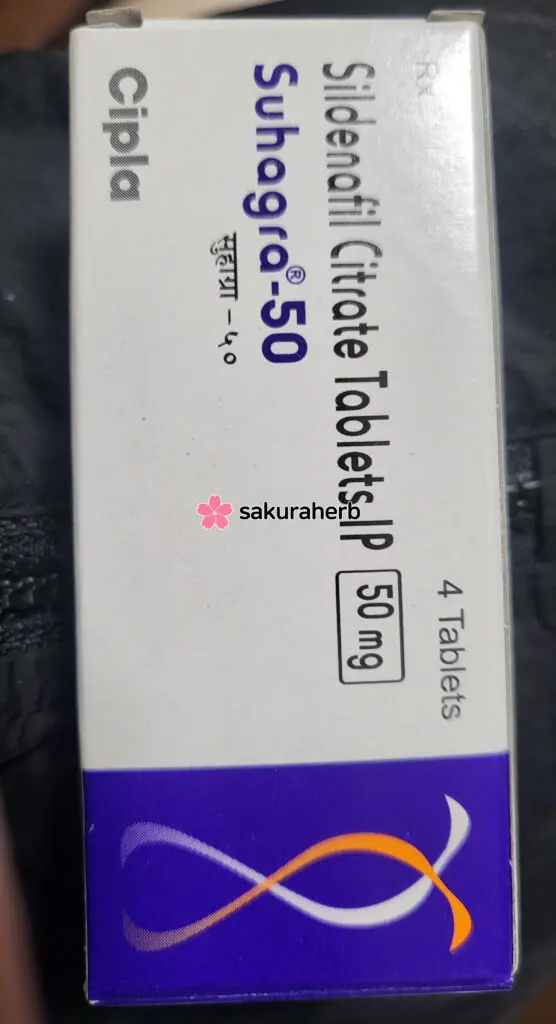 Rx
4 Tablets
Sildenafil Citrate Tablets IP 50 mg
Suhagra®-50
सुहाग्रा – ५०
Cipla
sakuraherb